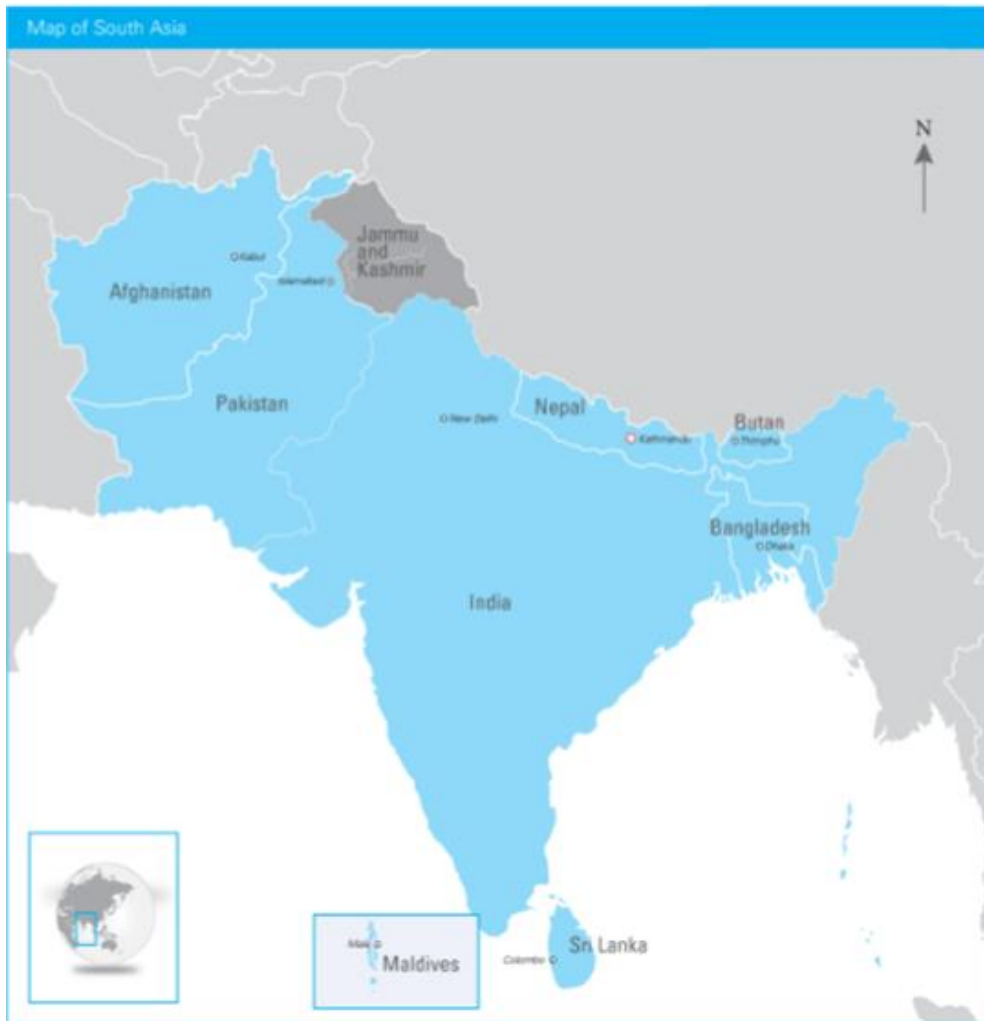 Map of South Asia
N
Jammu
and
Kashmir
Kabul
Islamabad
Afghanistan
Pakistan
New Delhi
Nepal
Kathmandu
Butan
Thimphu
Bangladesh
Dhaka
India
Male
Maldives
Colombo
Sri Lanka